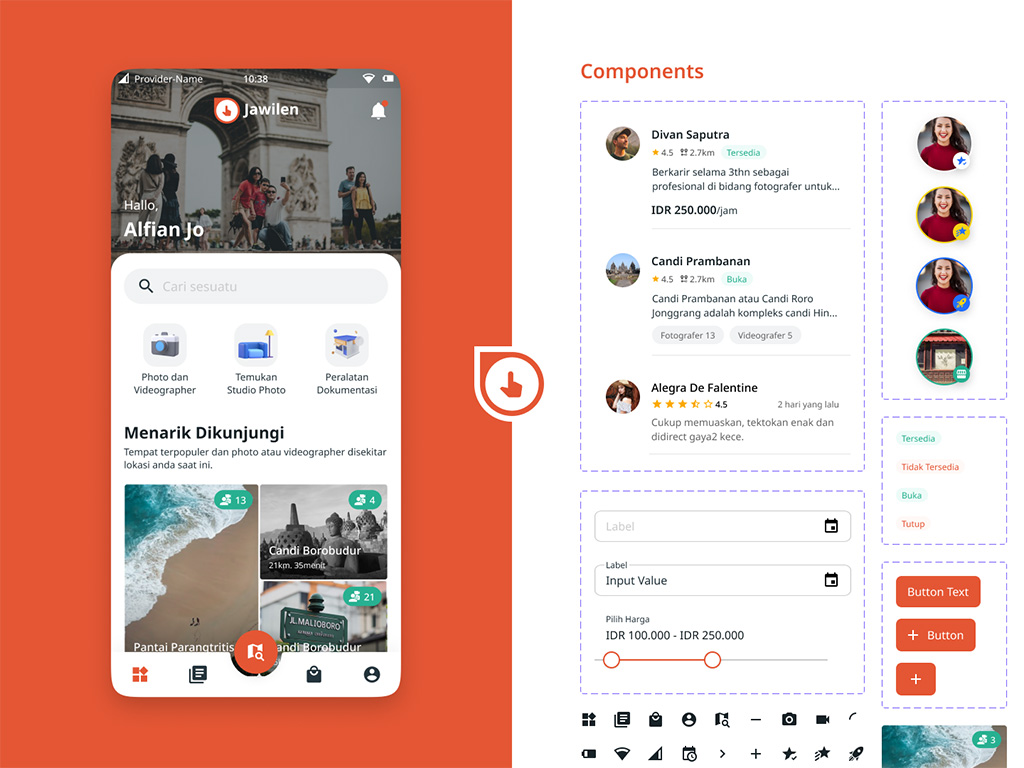 Provider-Name
10:38
Jawilen
Hallo,
Alfian Jo
Cari sesuatu
Photo dan
Videographer
Temukan
Studio Photo
Peralatan
Dokumentasi
Menarik Dikunjungi
Tempat terpopuler dan photo atau videographer disekitar
lokasi anda saat ini.
13
4
Candi Borobudur
21km. 35menit
21
JL.MALIOBORO
Pantai Parangtritis
Candi Borobudur
Components
Divan Saputra
4.5 2.7km Tersedia
Berkarir selama 3thn sebagai
profesional di bidang fotografer untuk...
IDR 250.000/jam
Candi Prambanan
4.5 2.7km Buka
Candi Prambanan atau Candi Roro
Jonggrang adalah kompleks candi Hin...
Fotografer 13
Videografer 5
Alegra De Falentine
4.5
2 hari yang lalu
Cukup memuaskan, tektokan enak dan
didirect gaya2 kece.
Label
Label
Input Value
Pilih Harga
IDR 100.000 - IDR 250.000
Tersedia
Tidak Tersedia
Buka
Tutup
Button Text
+ Button
+
3